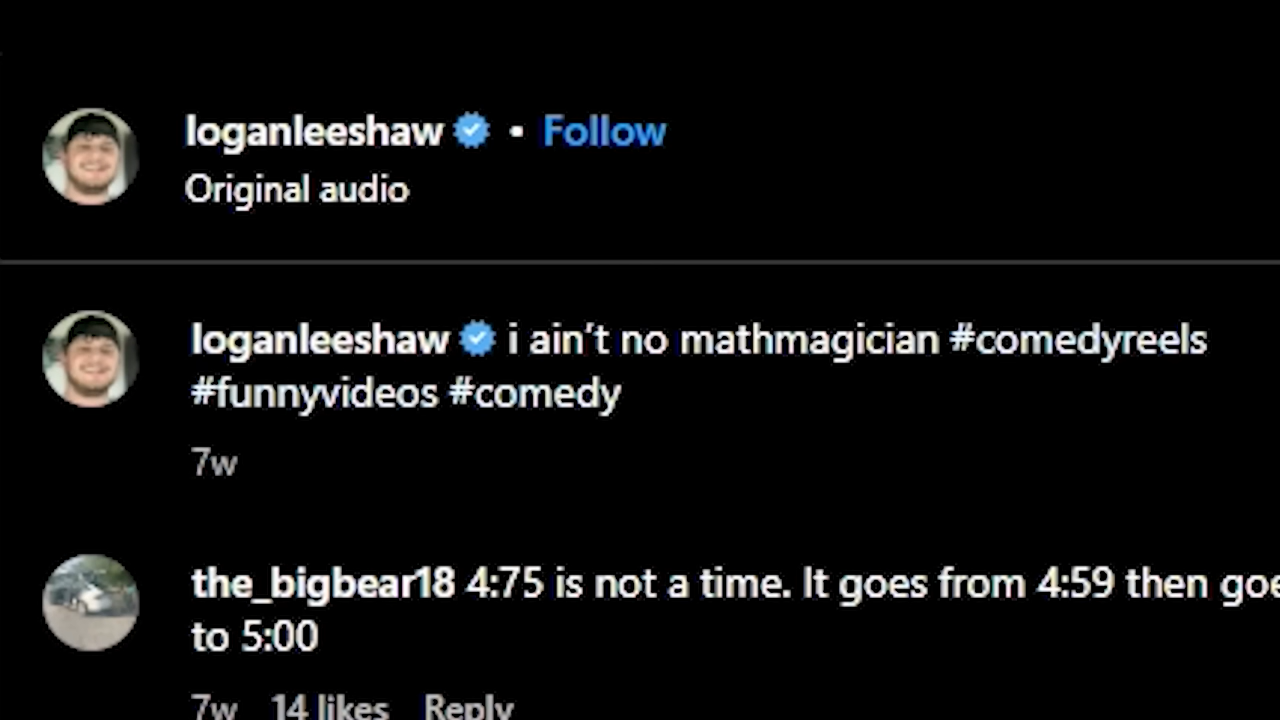 loganleeshaw • Follow
Original audio
loganleeshaw i ain’t no mathmagician #comedyreels
#funnyvideos #comedy
7w
the_bigbear18 4:75 is not a time. It goes from 4:59 then goe
to 5:00
7w 14 likes Reply